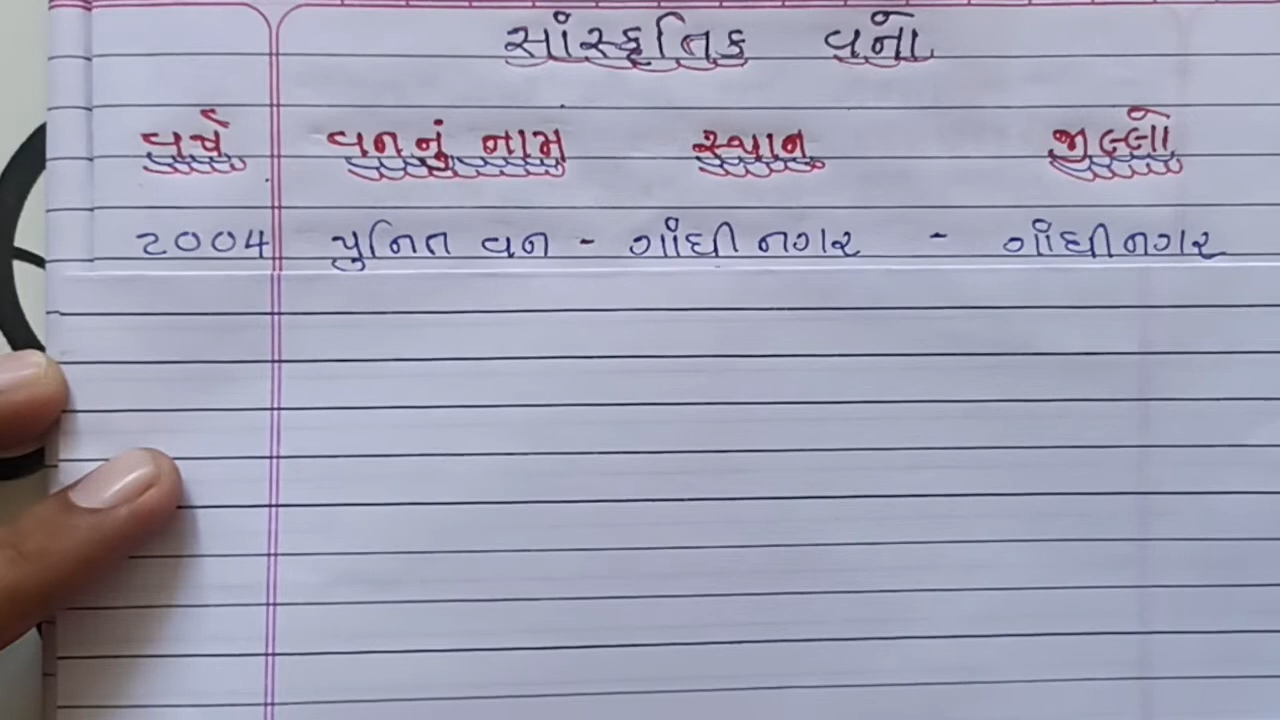 સાંસ્કૃતિક વનો
વર્ષ વનનું નામ સ્થાન જીલ્લો
2004 પુનિત વન - ગાંધીનગર - ગાંધીનગર